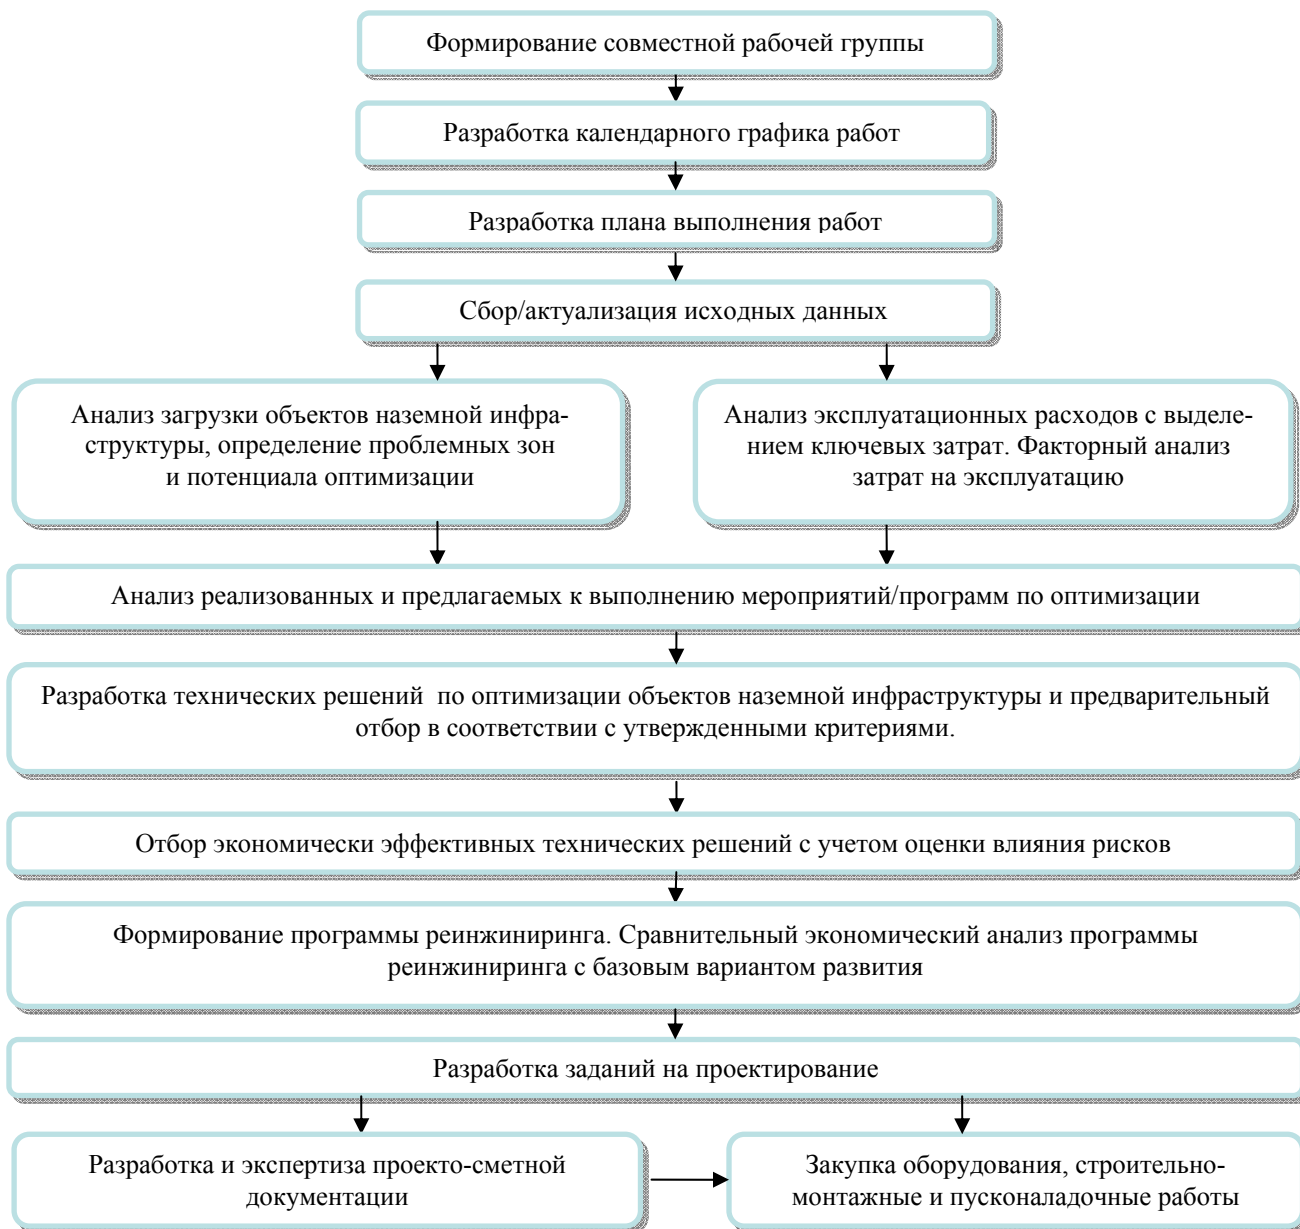 Формирование совместной рабочей группы
Разработка календарного графика работ
Разработка плана выполнения работ
Сбор/актуализация исходных данных
Анализ загрузки объектов наземной инфра-
структуры, определение проблемных зон
и потенциала оптимизации
Анализ эксплуатационных расходов с выделе-
нием ключевых затрат. Факторный анализ
затрат на эксплуатацию
Анализ реализованных и предлагаемых к выполнению мероприятий/программ по оптимизации
Разработка технических решений  по оптимизации объектов наземной инфраструктуры и предварительный
отбор в соответствии с утвержденными критериями.
Отбор экономически эффективных технических решений с учетом оценки влияния рисков
Формирование программы реинжиниринга. Сравнительный экономический анализ программы
реинжиниринга с базовым вариантом развития
Разработка заданий на проектирование
Разработка и экспертиза проекто-сметной
документации
Закупка оборудования, строительно-
монтажные и пусконаладочные работы